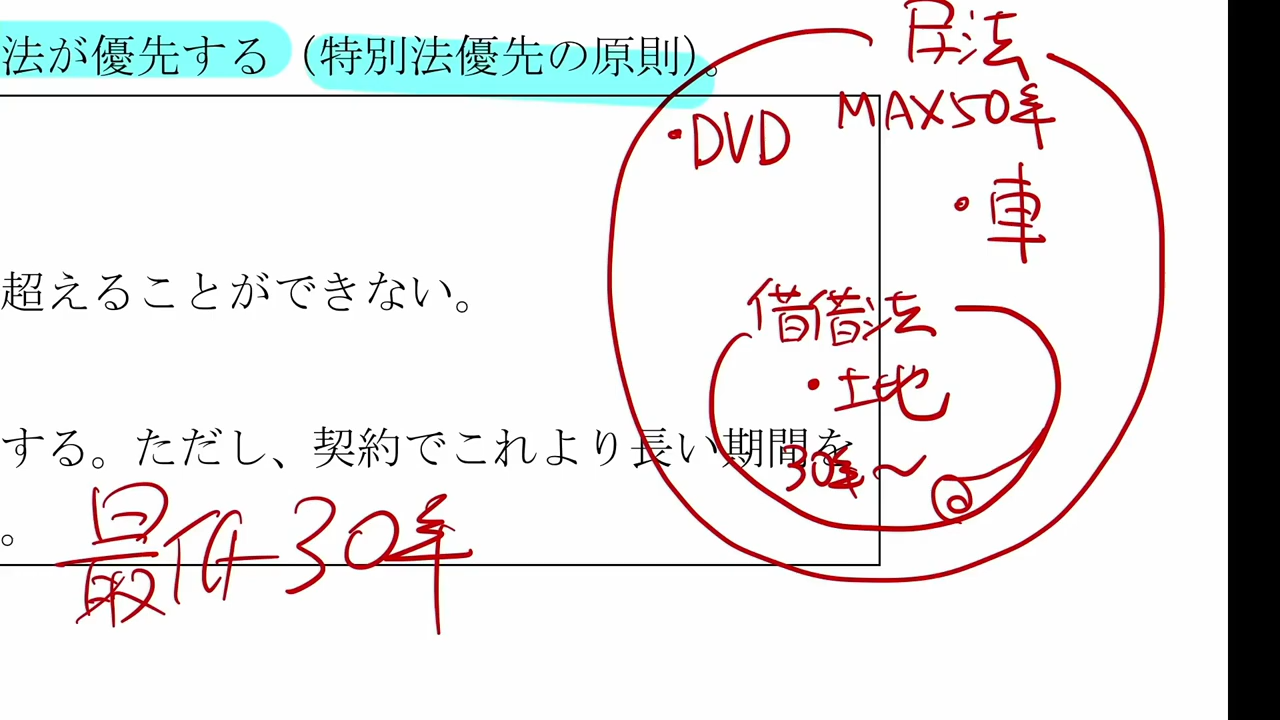 法が優先する（特別法優先の原則）。
民法
MAX50年
・DVD
・車
超えることができない。
借借法
・土地
する。ただし、契約でこれより長い期間を
30年〜
。
最低30年